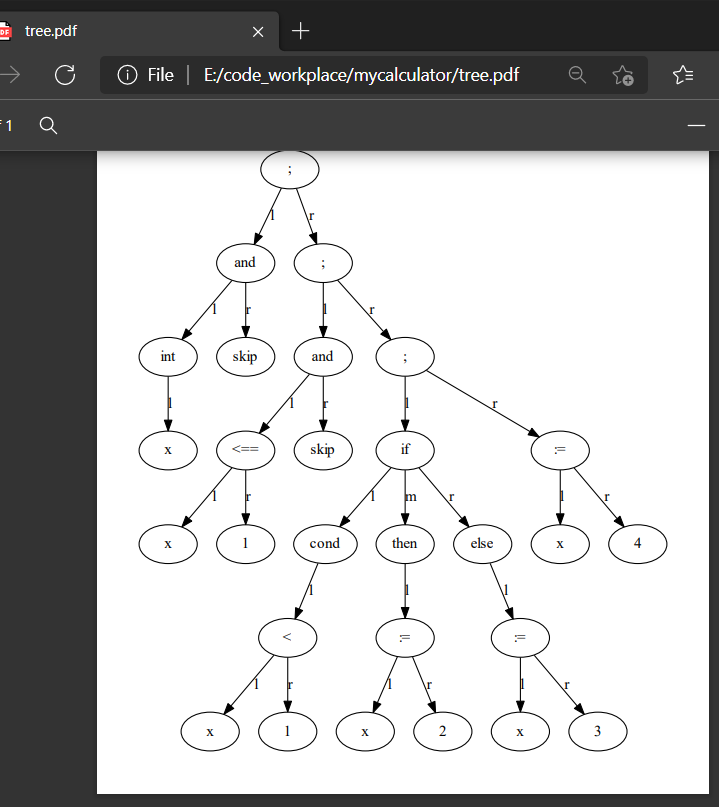 PDF tree.pdf
File E:/code_workplace/mycalculator/tree.pdf
f 1
;
l r
and ;
l r l r
int skip and ;
l l r l r
x <== skip if :=
l r l m r l r
x 1 cond then else x 4
l l l
< := :=
l r l r l r
x 1 x 2 x 3